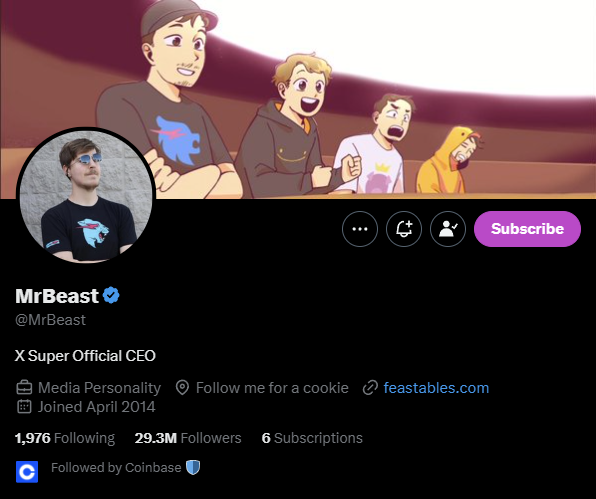 Subscribe
MrBeast
@MrBeast
X Super Official CEO
Media Personality Follow me for a cookie feastables.com
Joined April 2014
1,976 Following 29.3M Followers 6 Subscriptions
Followed by Coinbase